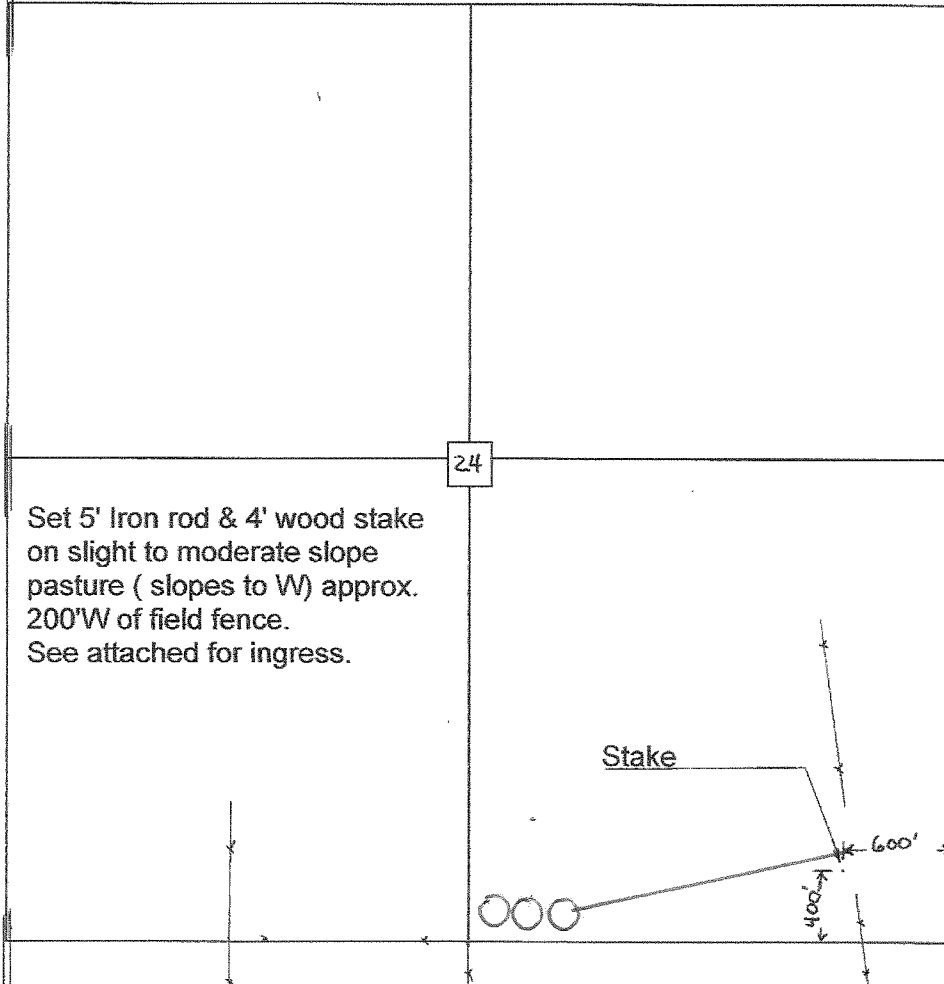 24
Set 5' Iron rod & 4' wood stake
on slight to moderate slope
pasture ( slopes to W) approx.
200'W of field fence.
See attached for ingress.
Stake
600'
400'